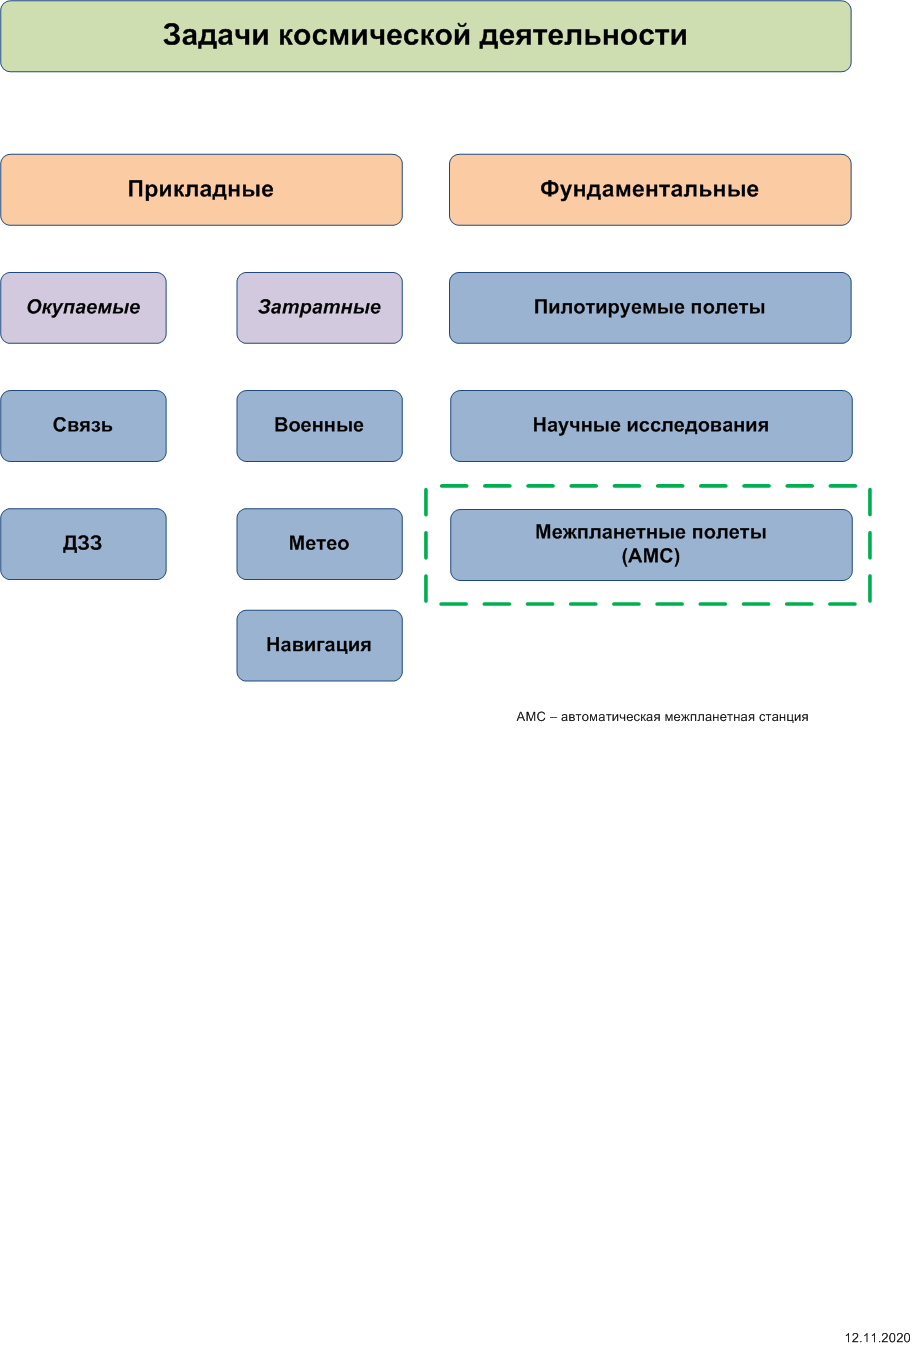 Задачи космической деятельности
Прикладные
Фундаментальные
Окупаемые
Затратные
Пилотируемые полеты
Связь
Военные
Научные исследования
ДЗЗ
Метео
Межпланетные полеты
(АМС)
Навигация
АМС – автоматическая межпланетная станция
12.11.2020